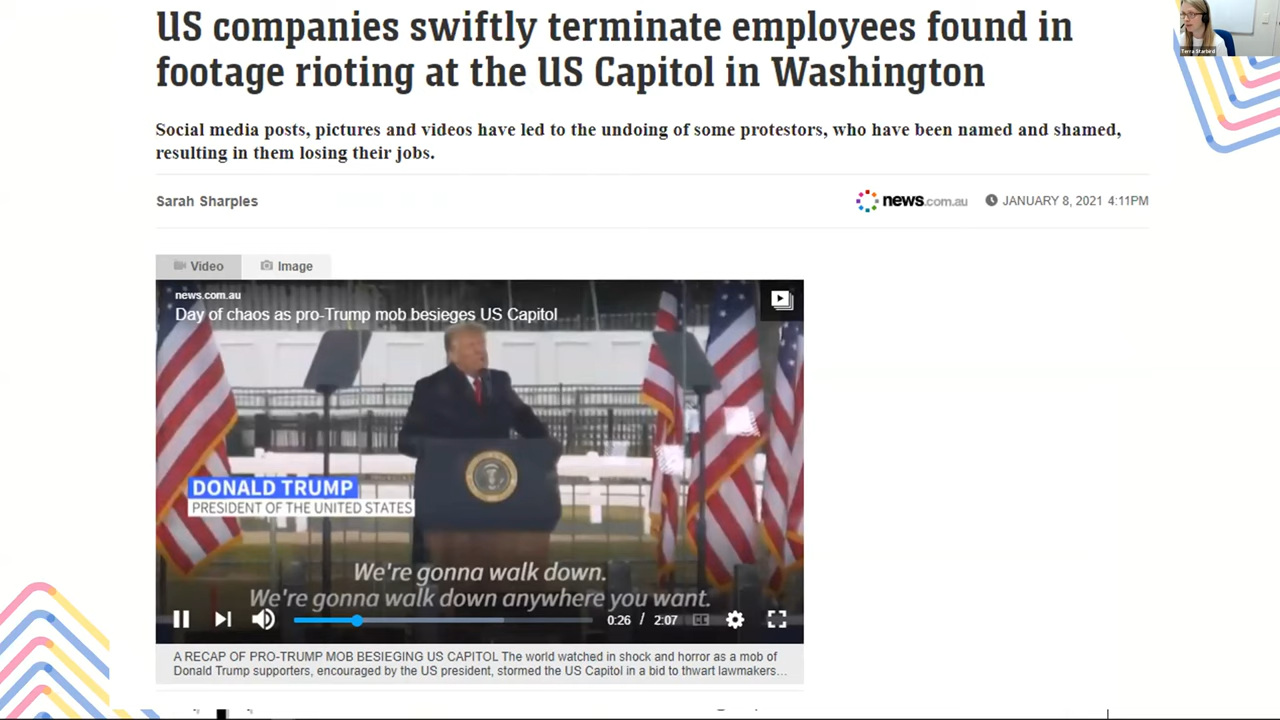 US companies swiftly terminate employees found in
footage rioting at the US Capitol in Washington
Social media posts, pictures and videos have led to the undoing of some protestors, who have been named and shamed,
resulting in them losing their jobs.
Sarah Sharples
news.com.au
JANUARY 8, 2021 4:11PM
Video
Image
news.com.au
Day of chaos as pro-Trump mob besieges US Capitol
DONALD TRUMP
PRESIDENT OF THE UNITED STATES
We're gonna walk down.
We're gonna walk down anywhere you want.
0:26 / 2:07
CC
A RECAP OF PRO-TRUMP MOB BESIEGING US CAPITOL The world watched in shock and horror as a mob of
Donald Trump supporters, encouraged by the US president, stormed the US Capitol in a bid to thwart lawmakers...